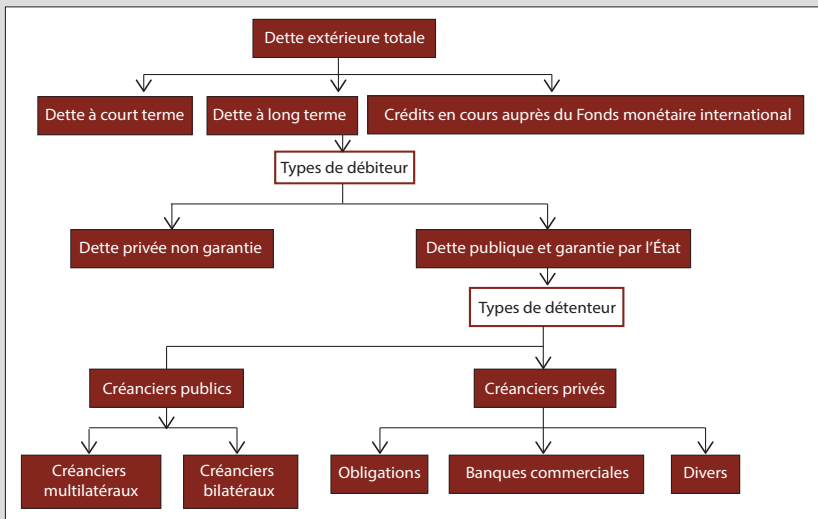 Dette extérieure totale
Dette à court terme
Dette à long terme
Crédits en cours auprès du Fonds monétaire international
Types de débiteur
Dette privée non garantie
Dette publique et garantie par l’État
Types de détenteur
Créanciers publics
Créanciers privés
Créanciers
multilatéraux
Créanciers
bilatéraux
Obligations
Banques commerciales
Divers